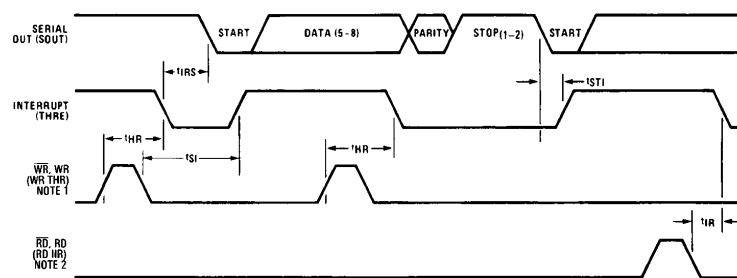 SERIAL
OUT (SOUT)
START
DATA (5-8)
PARITY
STOP(1-2)
START
tIRS
tSTI
INTERRUPT
(THRE)
tHR
tSI
tHR
WR, WR
(WR THR)
NOTE 1
tIR
RD, RD
(RD IIR)
NOTE 2